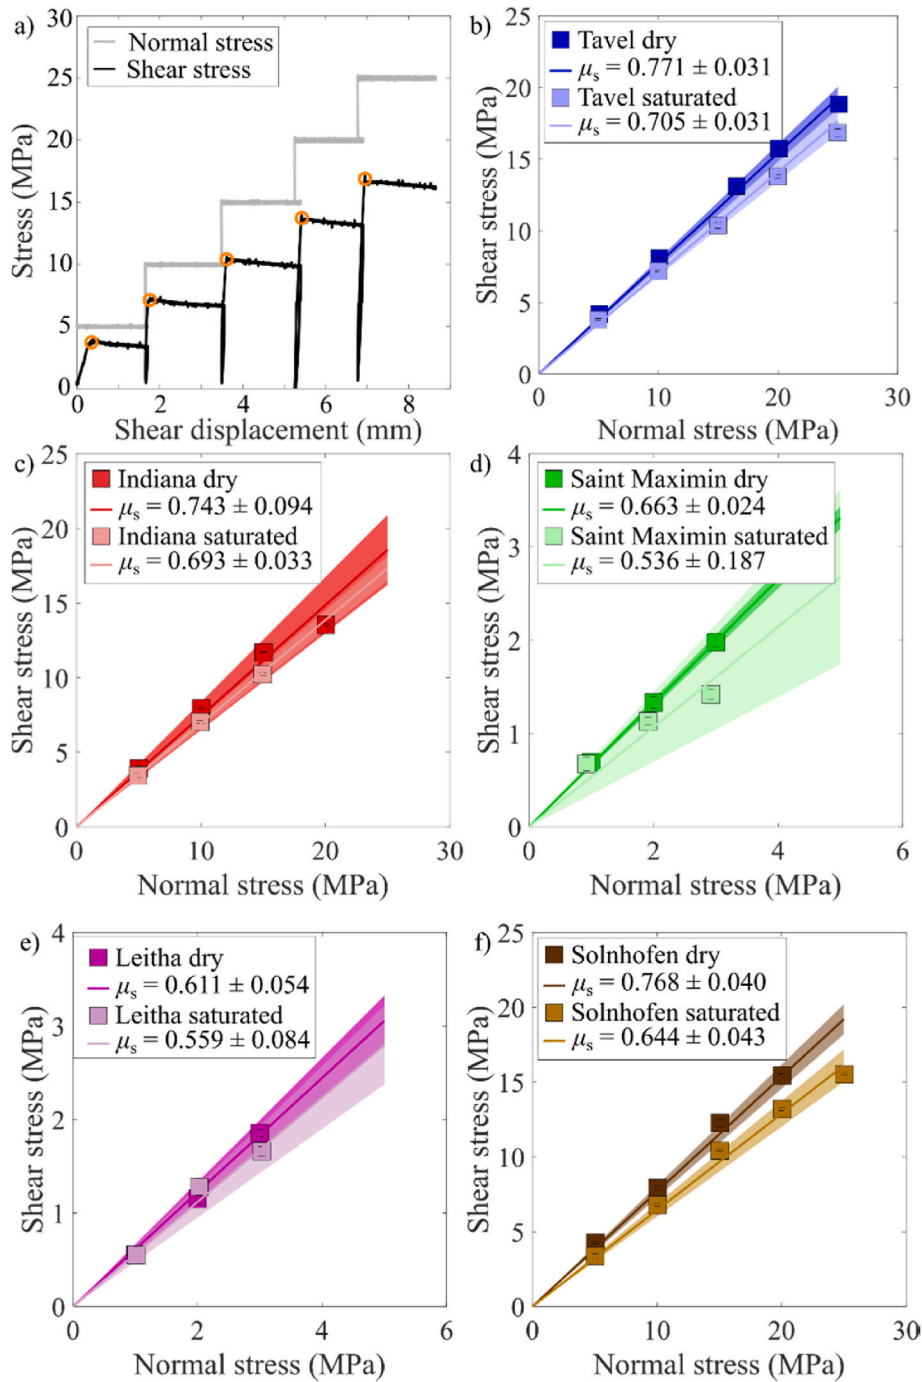 a)
30
25
20
15
10
5
0
Stress (MPa)
Normal stress
Shear stress
0 2 4 6 8
Shear displacement (mm)
b)
25
20
15
10
5
0
Shear stress (MPa)
Tavel dry
μs = 0.771 ± 0.031
Tavel saturated
μs = 0.705 ± 0.031
0 10 20 30
Normal stress (MPa)
c)
25
20
15
10
5
0
Shear stress (MPa)
Indiana dry
μs = 0.743 ± 0.094
Indiana saturated
μs = 0.693 ± 0.033
0 10 20 30
Normal stress (MPa)
d)
4
3
2
1
0
Shear stress (MPa)
Saint Maximin dry
μs = 0.663 ± 0.024
Saint Maximin saturated
μs = 0.536 ± 0.187
0 2 4 6
Normal stress (MPa)
e)
4
3
2
1
0
Shear stress (MPa)
Leitha dry
μs = 0.611 ± 0.054
Leitha saturated
μs = 0.559 ± 0.084
0 2 4 6
Normal stress (MPa)
f)
25
20
15
10
5
0
Shear stress (MPa)
Solnhofen dry
μs = 0.768 ± 0.040
Solnhofen saturated
μs = 0.644 ± 0.043
0 10 20 30
Normal stress (MPa)